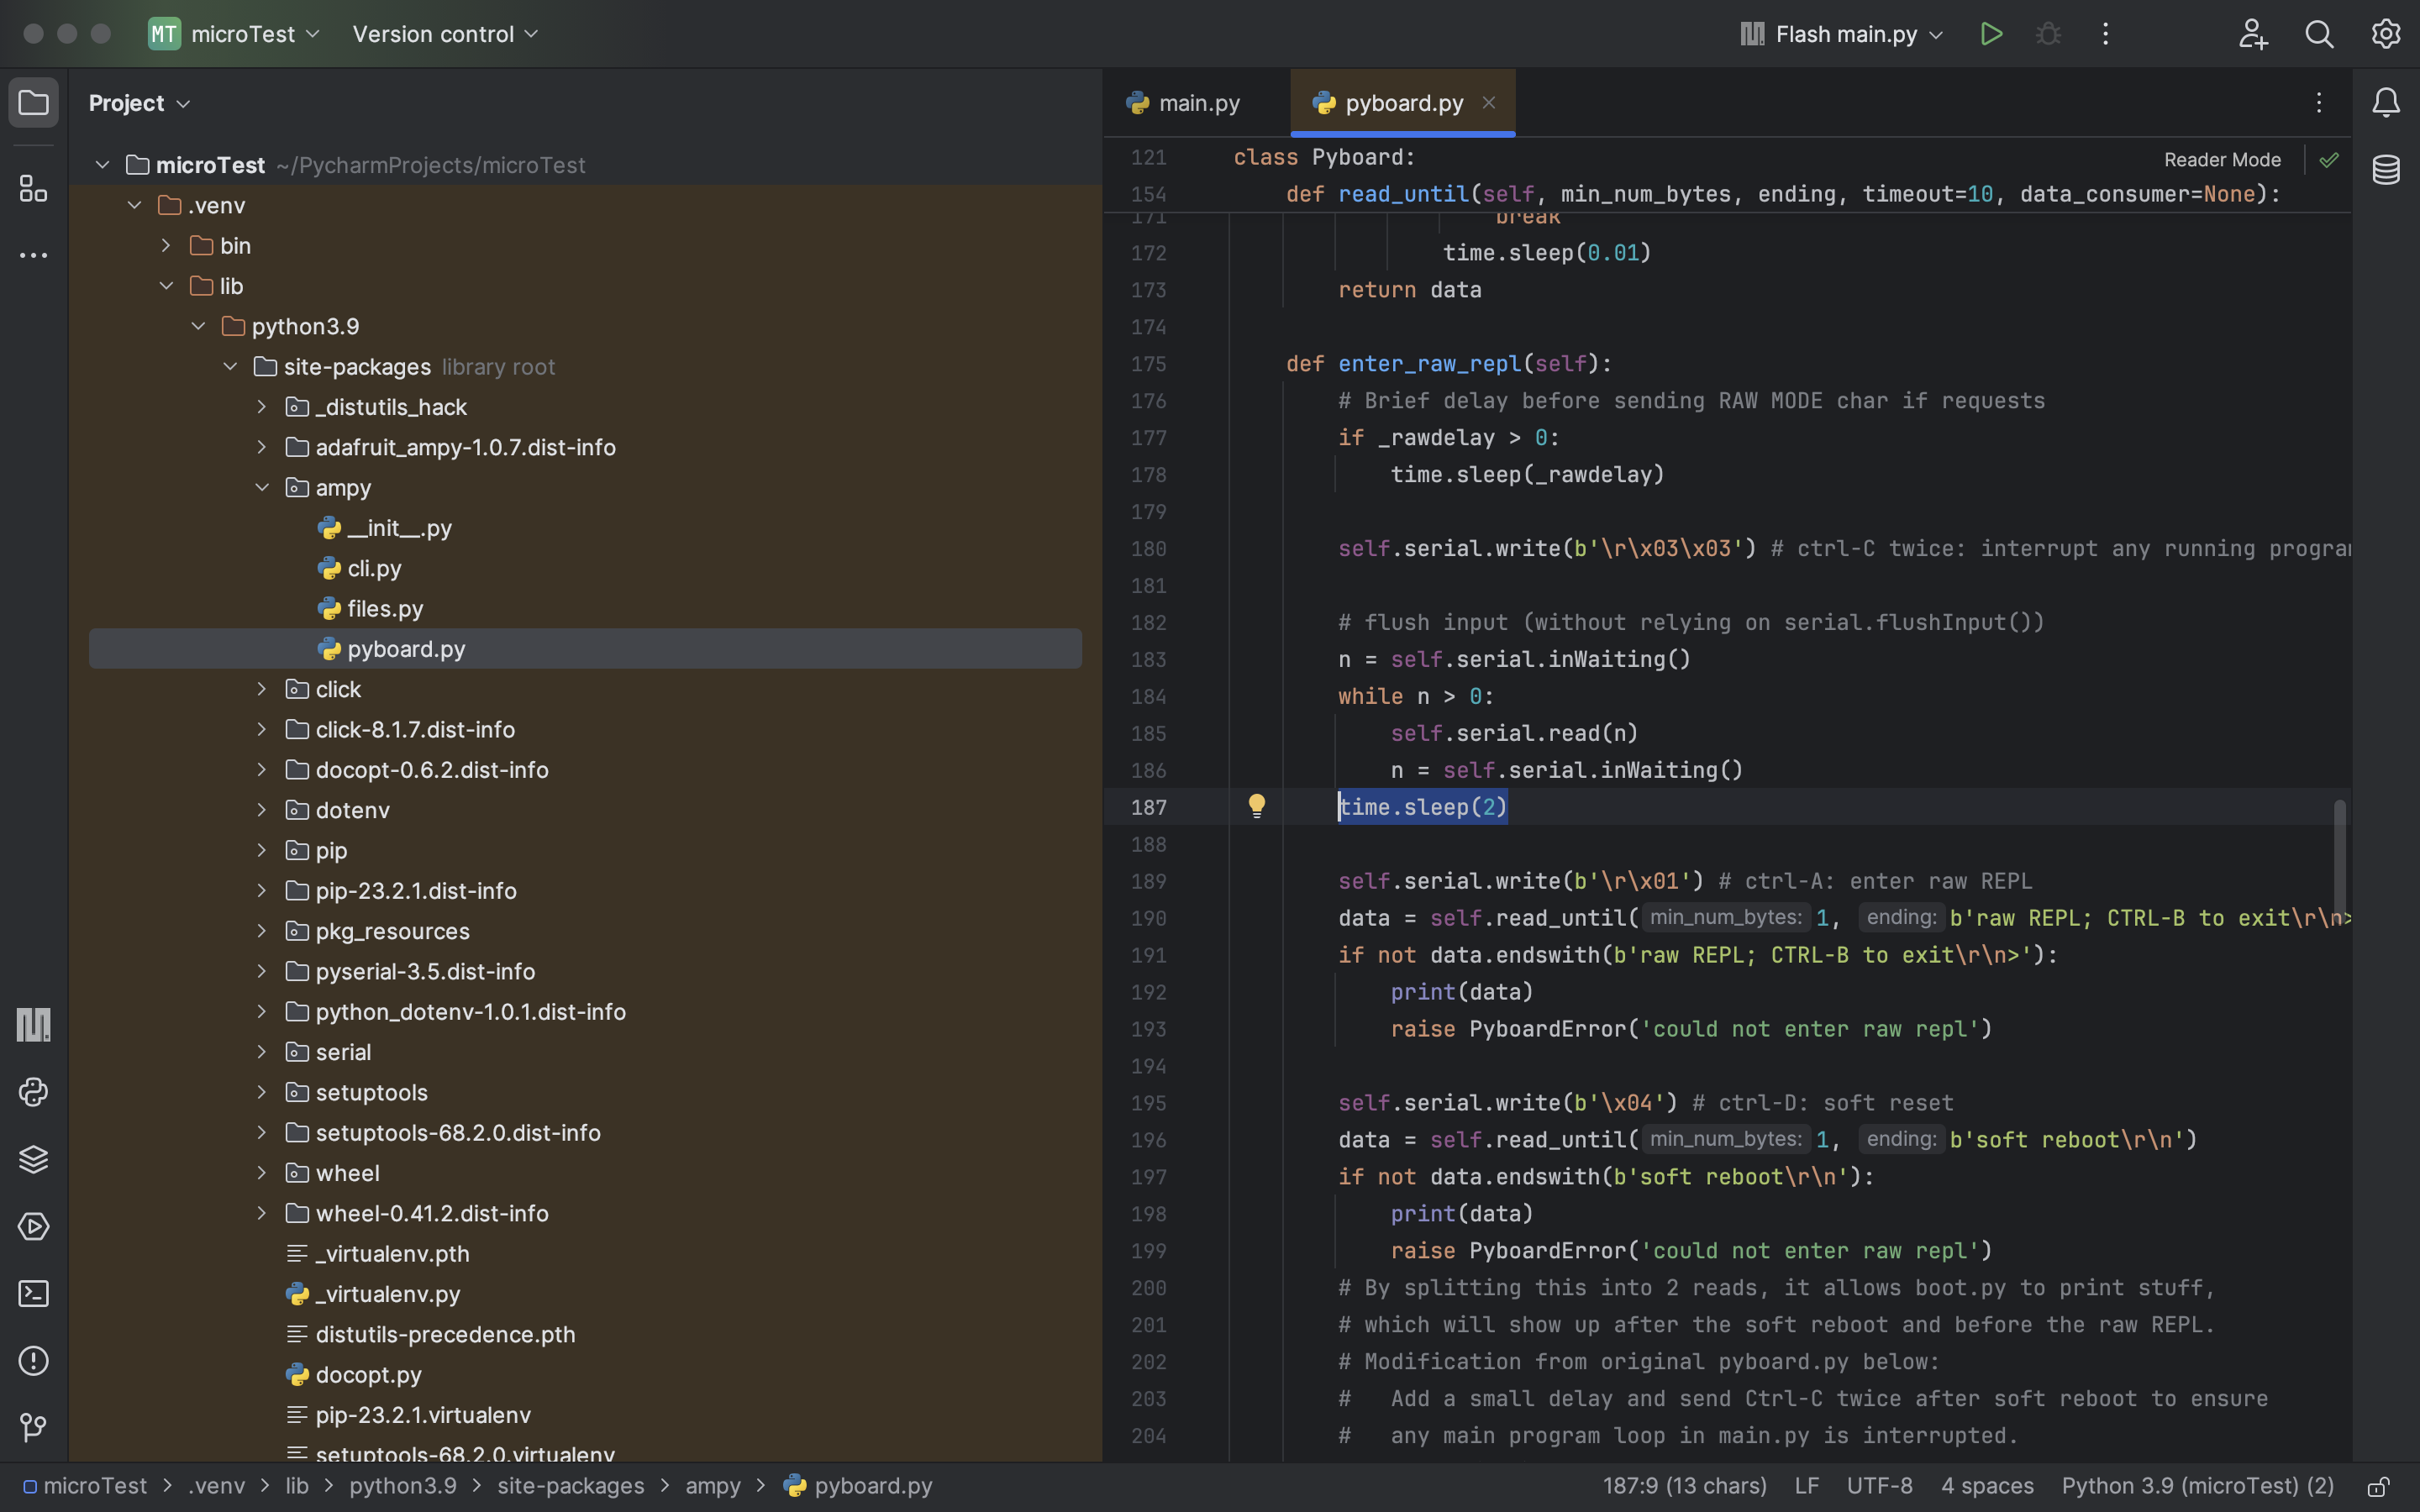 MT microTest Version control Flash main.py
Project
microTest ~/PycharmProjects/microTest
.venv
bin
lib
python3.9
site-packages library root
_distutils_hack
adafruit_ampy-1.0.7.dist-info
ampy
__init__.py
cli.py
files.py
pyboard.py
click
click-8.1.7.dist-info
docopt-0.6.2.dist-info
dotenv
pip
pip-23.2.1.dist-info
pkg_resources
pyserial-3.5.dist-info
python_dotenv-1.0.1.dist-info
serial
setuptools
setuptools-68.2.0.dist-info
wheel
wheel-0.41.2.dist-info
_virtualenv.pth
_virtualenv.py
distutils-precedence.pth
docopt.py
pip-23.2.1.virtualenv
setuptools-68.2.0.virtualenv
main.py pyboard.py
Reader Mode
121 class Pyboard:
154 def read_until(self, min_num_bytes, ending, timeout=10, data_consumer=None):
171 break
172 time.sleep(0.01)
173 return data
174
175 def enter_raw_repl(self):
176 # Brief delay before sending RAW MODE char if requests
177 if _rawdelay > 0:
178 time.sleep(_rawdelay)
179
180 self.serial.write(b'\r\x03\x03') # ctrl-C twice: interrupt any running program
181
182 # flush input (without relying on serial.flushInput())
183 n = self.serial.inWaiting()
184 while n > 0:
185 self.serial.read(n)
186 n = self.serial.inWaiting()
187 time.sleep(2)
188
189 self.serial.write(b'\r\x01') # ctrl-A: enter raw REPL
190 data = self.read_until( min_num_bytes: 1, ending: b'raw REPL; CTRL-B to exit\r\n>
191 if not data.endswith(b'raw REPL; CTRL-B to exit\r\n>'):
192 print(data)
193 raise PyboardError('could not enter raw repl')
194
195 self.serial.write(b'\x04') # ctrl-D: soft reset
196 data = self.read_until( min_num_bytes: 1, ending: b'soft reboot\r\n')
197 if not data.endswith(b'soft reboot\r\n'):
198 print(data)
199 raise PyboardError('could not enter raw repl')
200 # By splitting this into 2 reads, it allows boot.py to print stuff,
201 # which will show up after the soft reboot and before the raw REPL.
202 # Modification from original pyboard.py below:
203 # Add a small delay and send Ctrl-C twice after soft reboot to ensure
204 # any main program loop in main.py is interrupted.
microTest > .venv > lib > python3.9 > site-packages > ampy > pyboard.py 187:9 (13 chars) LF UTF-8 4 spaces Python 3.9 (microTest) (2)